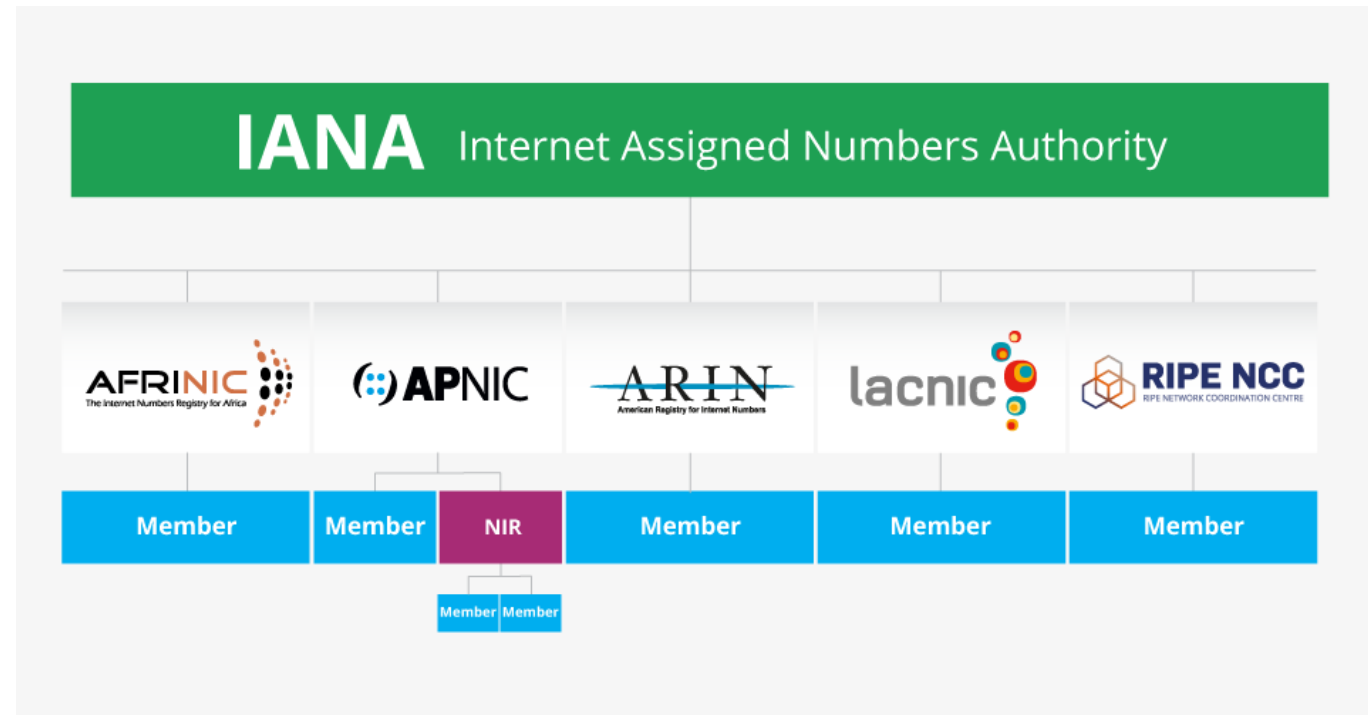 IANA Internet Assigned Numbers Authority
AFRINIC
The Internet Numbers Registry for Africa
APNIC
ARIN
American Registry for Internet Numbers
lacnic
RIPE NCC
RIPE NETWORK COORDINATION CENTRE
Member
Member
NIR
Member
Member
Member
Member
Member